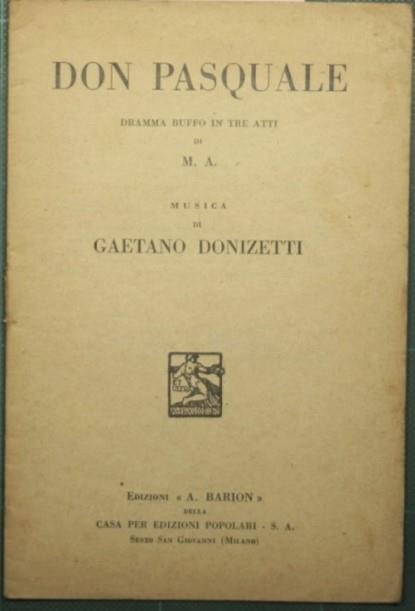 DON PASQUALE
DRAMMA BUFFO IN TRE ATTI
DI
M. A.
MUSICA
DI
GAETANO DONIZETTI
EDIZIONI « A. BARION »
DELLA
CASA PER EDIZIONI POPOLARI - S. A.
SESTO SAN GIOVANNI (MILANO)